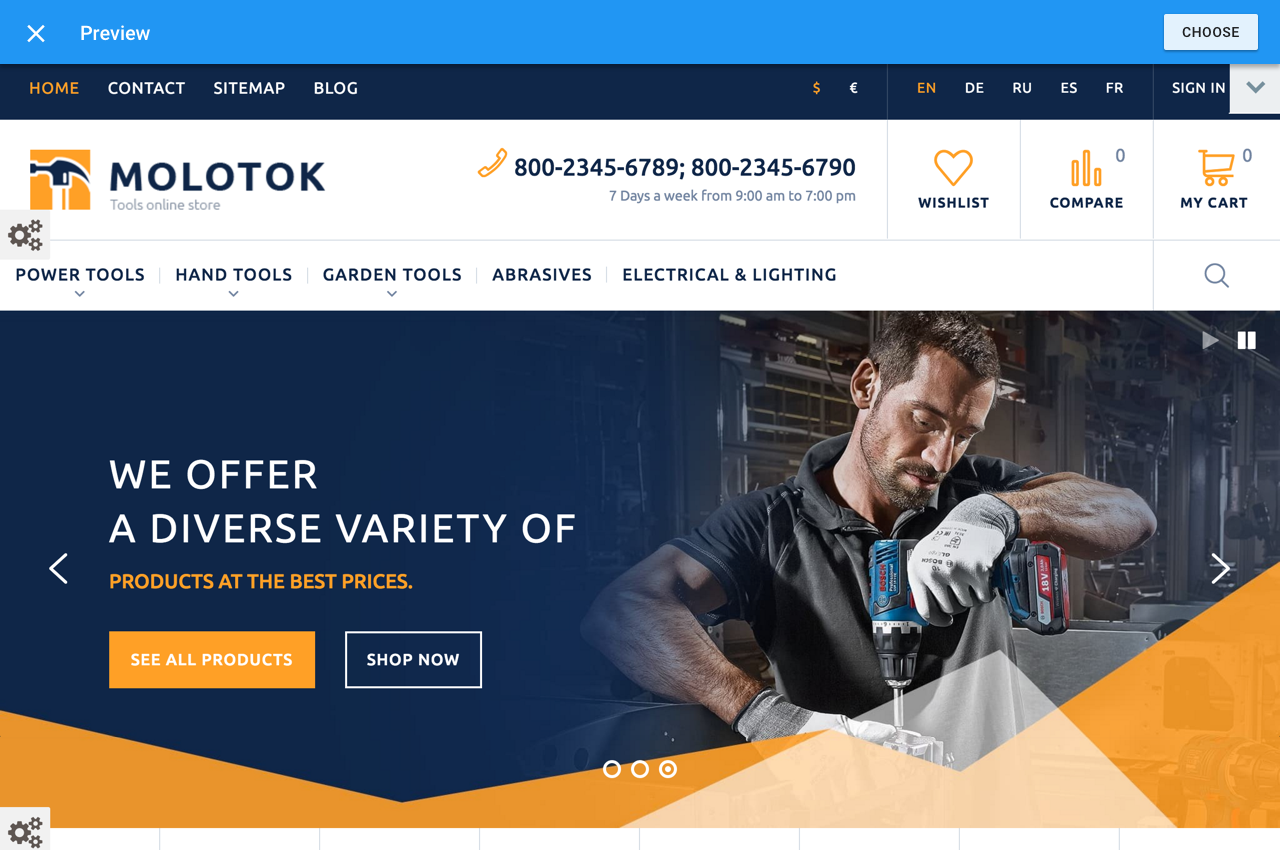 Preview
CHOOSE
HOME CONTACT SITEMAP BLOG $ € EN DE RU ES FR SIGN IN
MOLOTOK
Tools online store
800-2345-6789; 800-2345-6790
7 Days a week from 9:00 am to 7:00 pm
WISHLIST
0
COMPARE
0
MY CART
POWER TOOLS HAND TOOLS GARDEN TOOLS ABRASIVES ELECTRICAL & LIGHTING
WE OFFER
A DIVERSE VARIETY OF
PRODUCTS AT THE BEST PRICES.
SEE ALL PRODUCTS
SHOP NOW
BOSCH
BOSCH
18V